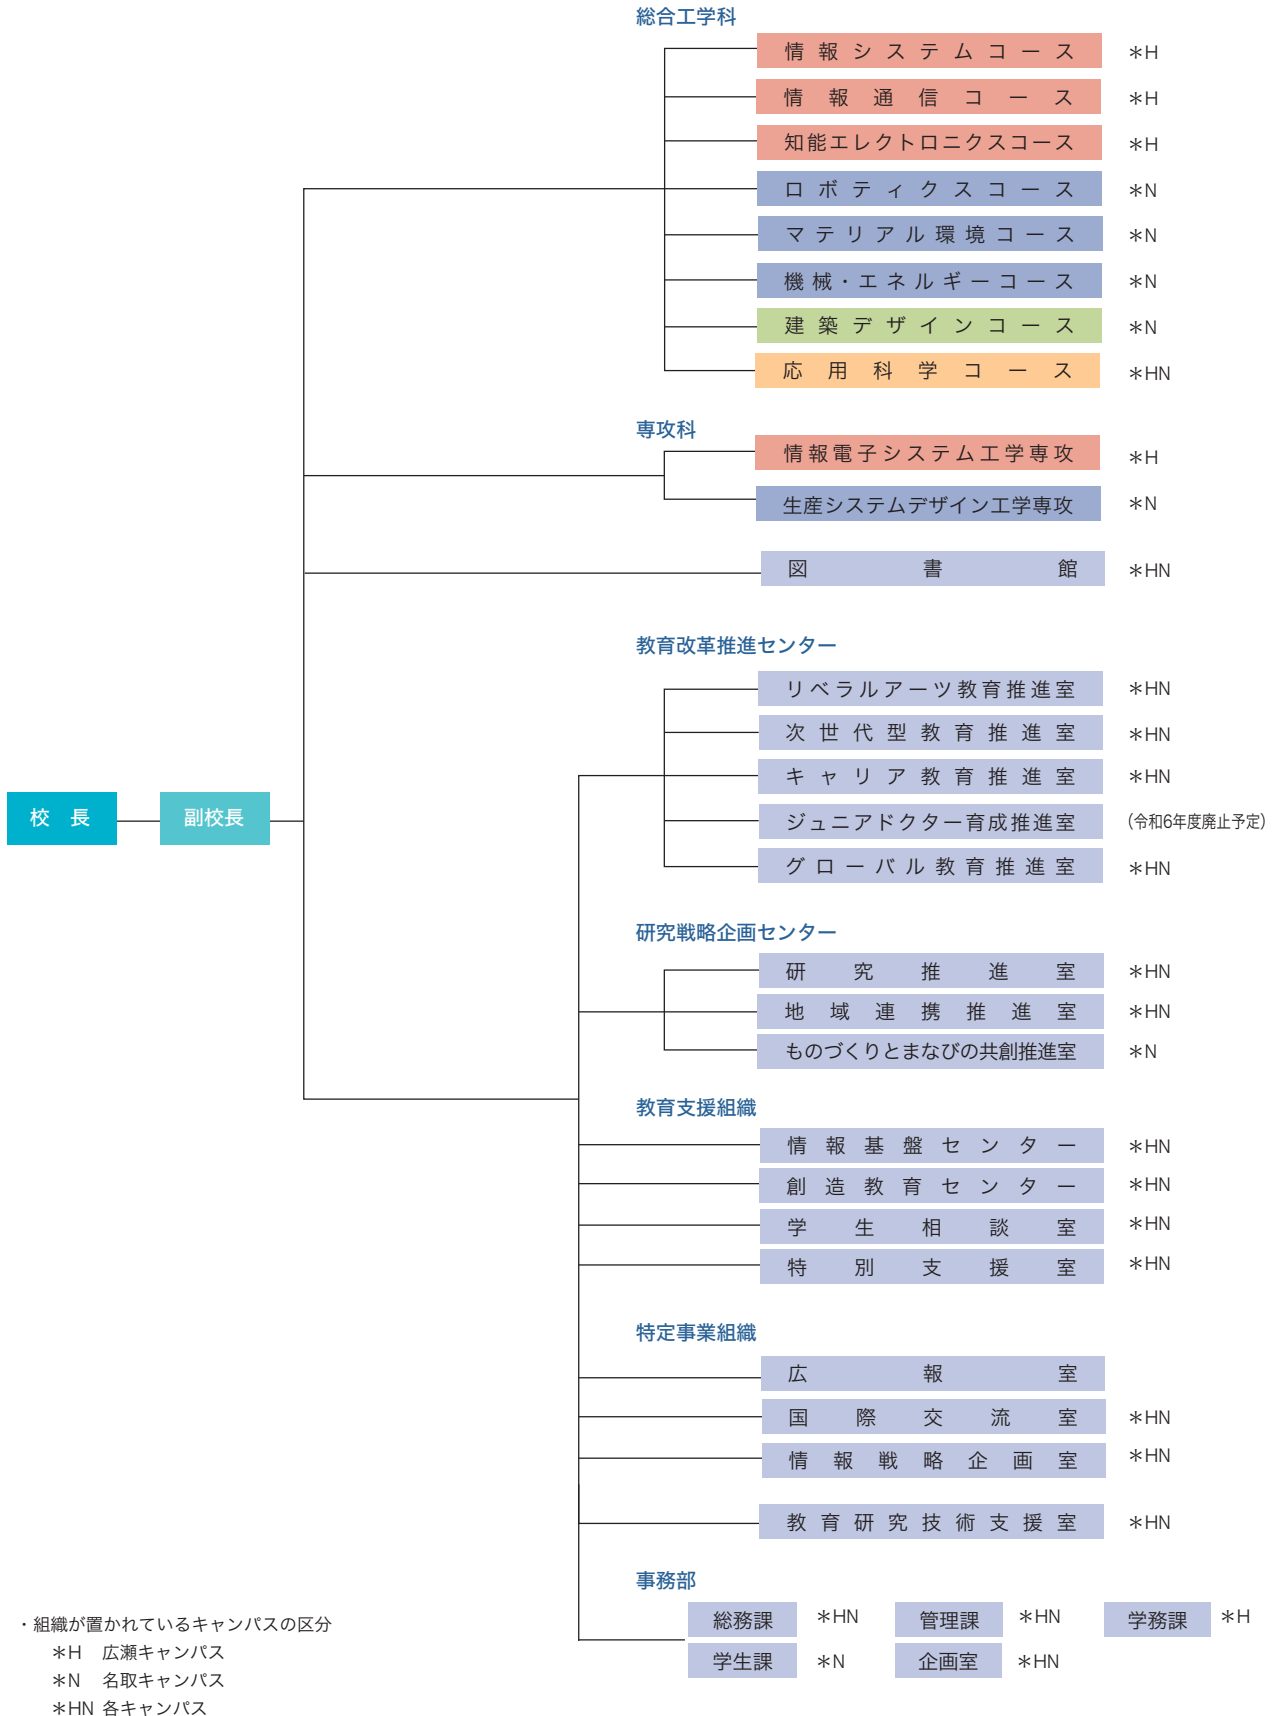 総合工学科
情報システムコース ＊H
情報通信コース ＊H
知能エレクトロニクスコース ＊H
ロボティクスコース ＊N
マテリアル環境コース ＊N
機械・エネルギーコース ＊N
建築デザインコース ＊N
応用科学コース ＊HN
専攻科
情報電子システム工学専攻 ＊H
生産システムデザイン工学専攻 ＊N
図書館 ＊HN
教育改革推進センター
リベラルアーツ教育推進室 ＊HN
次世代型教育推進室 ＊HN
キャリア教育推進室 ＊HN
校　長 副校長 ジュニアドクター育成推進室 (令和6年度廃止予定)
グローバル教育推進室 ＊HN
研究戦略企画センター
研究推進室 ＊HN
地域連携推進室 ＊HN
ものづくりとまなびの共創推進室 ＊N
教育支援組織
情報基盤センター ＊HN
創造教育センター ＊HN
学生相談室 ＊HN
特別支援室 ＊HN
特定事業組織
広報室
国際交流室 ＊HN
情報戦略企画室 ＊HN
教育研究技術支援室 ＊HN
事務部
総務課 ＊HN 管理課 ＊HN 学務課 ＊H
学生課 ＊N 企画室 ＊HN
・組織が置かれているキャンパスの区分
＊H 広瀬キャンパス
＊N 名取キャンパス
＊HN 各キャンパス